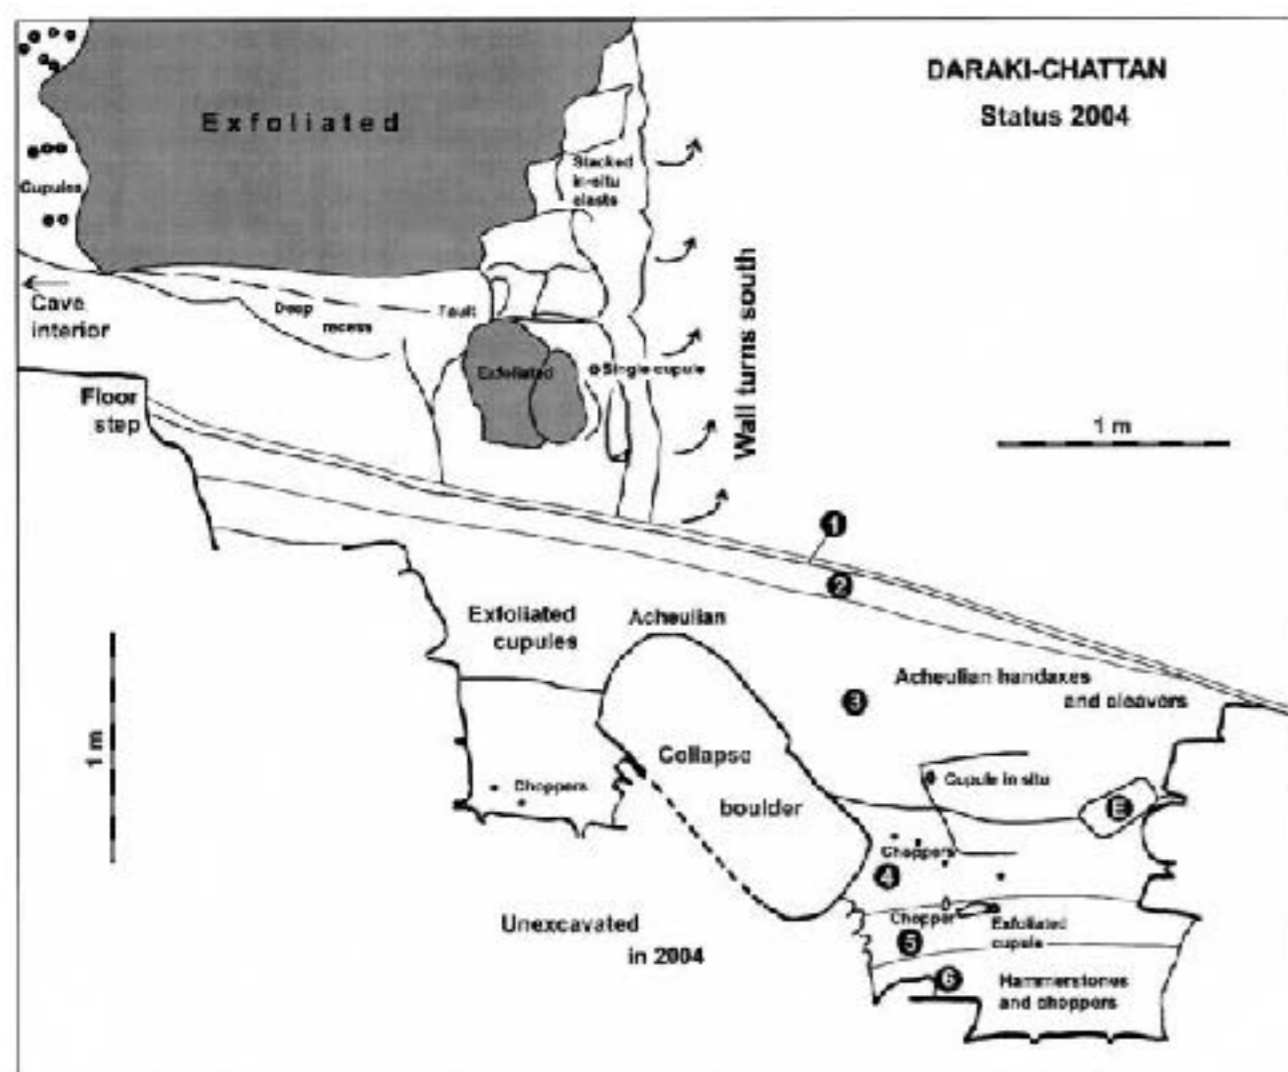 DARAKI-CHATTAN
Status 2004
Exfoliated
Stacked
in-situ
clasts
Cupules
Cave
interior
Deep
recess
Fault
Exfoliated
Single cupule
Wall turns south
Floor
step
1 m
1
2
Exfoliated
cupules
Acheulian
Acheulian handaxes
and cleavers
3
1 m
Collapse
boulder
Choppers
Cupule in situ
E
Choppers
4
Chopper
Exfoliated
cupule
5
Unexcavated
in 2004
6
Hammerstones
and choppers